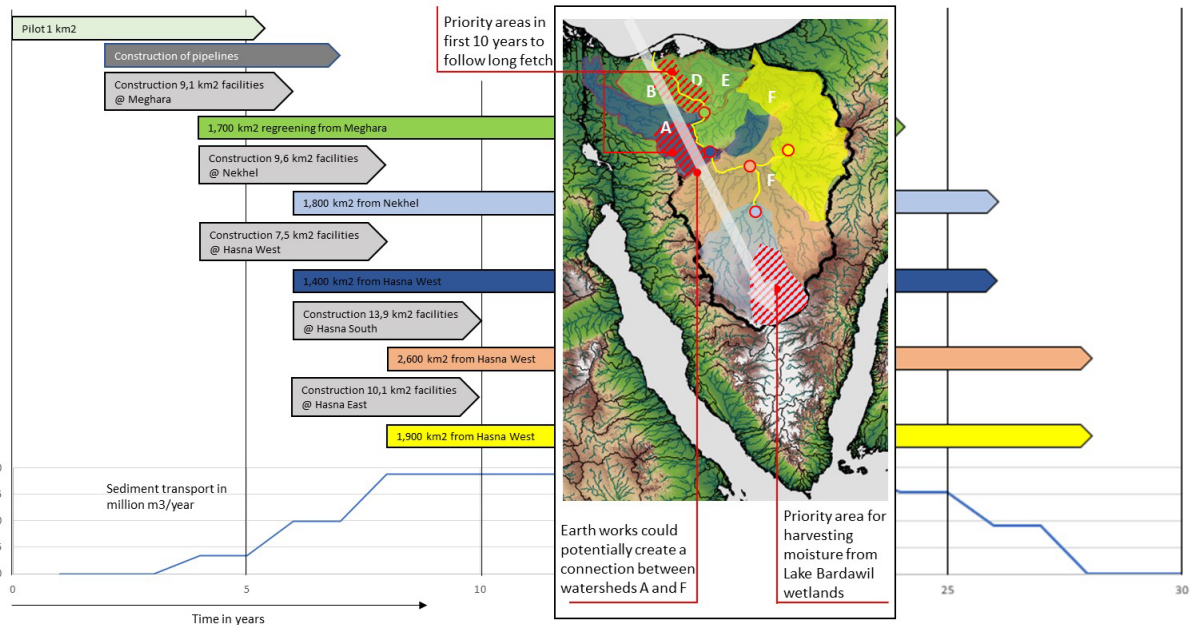 Pilot 1 km2
Construction of pipelines
Construction 9,1 km2 facilities
@ Meghara
1,700 km2 regreening from Meghara
Construction 9,6 km2 facilities
@ Nekhel
1,800 km2 from Nekhel
Construction 7,5 km2 facilities
@ Hasna West
1,400 km2 from Hasna West
Construction 13,9 km2 facilities
@ Hasna South
2,600 km2 from Hasna West
Construction 10,1 km2 facilities
@ Hasna East
1,900 km2 from Hasna West
Priority areas in
first 10 years to
follow long fetch
B
D
E
F
A
F
Earth works could
potentially create a
connection between
watersheds A and F
Priority area for
harvesting
moisture from
Lake Bardawil
wetlands
Sediment transport in
million m3/year
0
5
0
5
0
0
5
10
25
30
Time in years